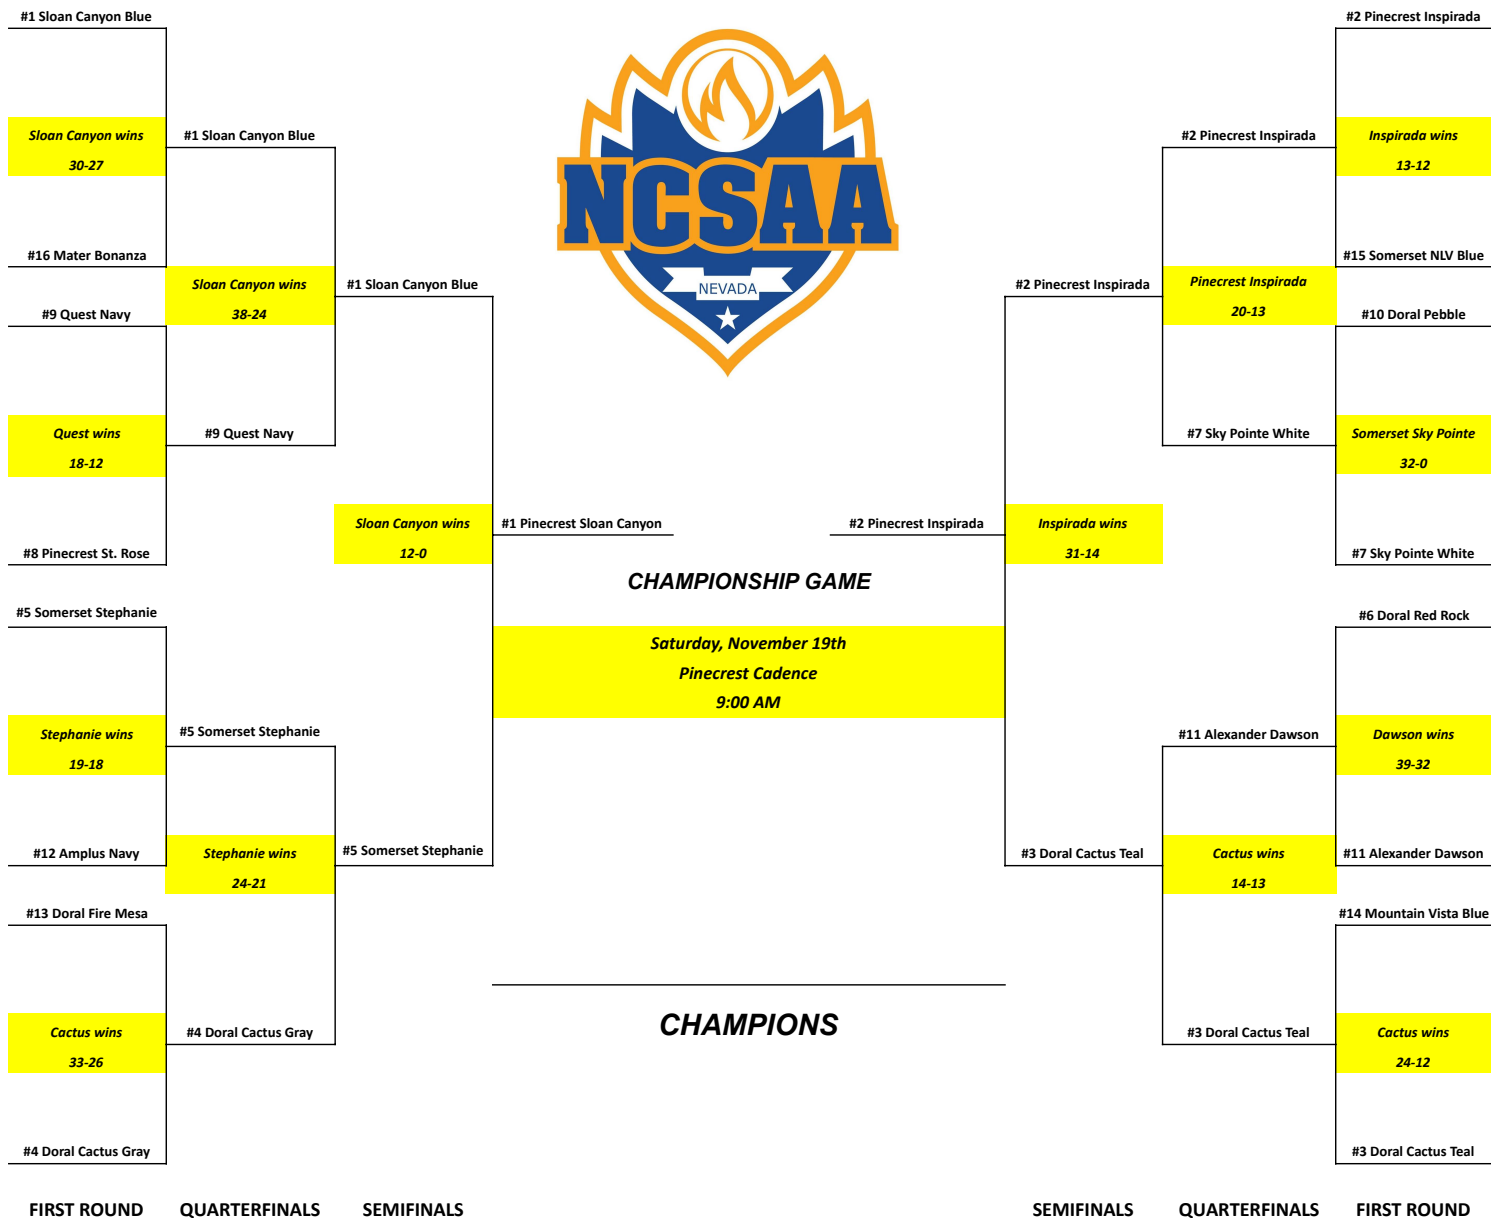 #1 Sloan Canyon Blue
Sloan Canyon wins
30-27
#16 Mater Bonanza
#9 Quest Navy
Quest wins
18-12
#8 Pinecrest St. Rose
#5 Somerset Stephanie
Stephanie wins
19-18
#12 Amplus Navy
#13 Doral Fire Mesa
Cactus wins
33-26
#4 Doral Cactus Gray
FIRST ROUND
#1 Sloan Canyon Blue
Sloan Canyon wins
38-24
#9 Quest Navy
#5 Somerset Stephanie
Stephanie wins
24-21
#4 Doral Cactus Gray
QUARTERFINALS
#1 Sloan Canyon Blue
Sloan Canyon wins
12-0
#5 Somerset Stephanie
SEMIFINALS
NCSAA
NEVADA
#1 Pinecrest Sloan Canyon
#2 Pinecrest Inspirada
CHAMPIONSHIP GAME
Saturday, November 19th
Pinecrest Cadence
9:00 AM
CHAMPIONS
#2 Pinecrest Inspirada
Inspirada wins
31-14
#3 Doral Cactus Teal
SEMIFINALS
#2 Pinecrest Inspirada
Pinecrest Inspirada
20-13
#7 Sky Pointe White
#11 Alexander Dawson
Cactus wins
14-13
#3 Doral Cactus Teal
QUARTERFINALS
#2 Pinecrest Inspirada
Inspirada wins
13-12
#15 Somerset NLV Blue
#10 Doral Pebble
Somerset Sky Pointe
32-0
#7 Sky Pointe White
#6 Doral Red Rock
Dawson wins
39-32
#11 Alexander Dawson
#14 Mountain Vista Blue
Cactus wins
24-12
#3 Doral Cactus Teal
FIRST ROUND